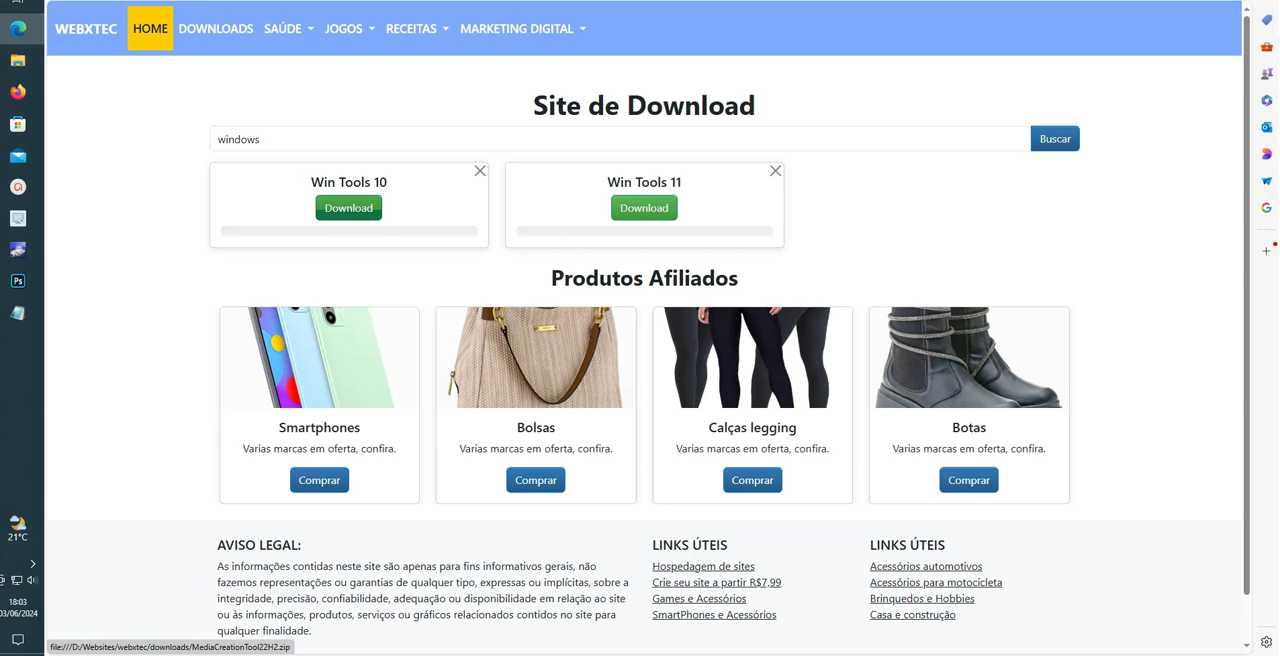 WEBXTEC HOME DOWNLOADS SAÚDE JOGOS RECEITAS MARKETING DIGITAL
Site de Download
windows Buscar
Win Tools 10 Win Tools 11
Download Download
Produtos Afiliados
Smartphones Bolsas Calças legging Botas
Varias marcas em oferta, confira. Varias marcas em oferta, confira. Varias marcas em oferta, confira. Varias marcas em oferta, confira.
Comprar Comprar Comprar Comprar
AVISO LEGAL:
As informações contidas neste site são apenas para fins informativos gerais, não
fazemos representações ou garantias de qualquer tipo, expressas ou implícitas, sobre a
integridade, precisão, confiabilidade, adequação ou disponibilidade em relação ao site
ou às informações, produtos, serviços ou gráficos relacionados contidos no site para
qualquer finalidade.
LINKS ÚTEIS
Hospedagem de sites
Crie seu site a partir R$7,99
Games e Acessórios
SmartPhones e Acessórios
LINKS ÚTEIS
Acessórios automotivos
Acessórios para motocicleta
Brinquedos e Hobbies
Casa e construção
Ps
21°C
18:03
03/06/2024
file:///D:/Websites/webxtec/downloads/MediaCreationTool22H2.zip